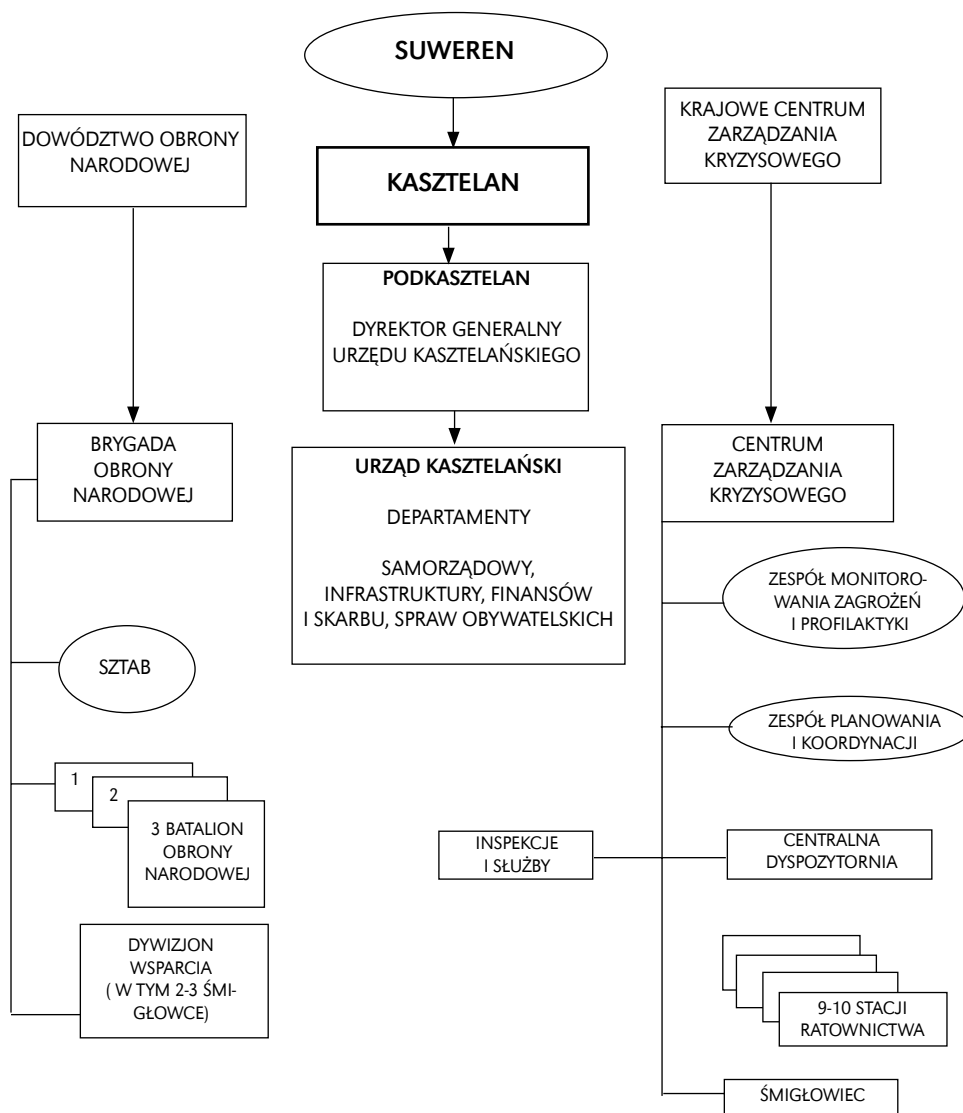 SUWEREN
DOWÓDZTWO OBRONY
NARODOWEJ
KRAJOWE CENTRUM
ZARZĄDZANIA
KRYZYSOWEGO
KASZTELAN
PODKASZTELAN
DYREKTOR GENERALNY
URZĘDU KASZTELAŃSKIEGO
BRYGADA
OBRONY
NARODOWEJ
URZĄD KASZTELAŃSKI
DEPARTAMENTY
SAMORZĄDOWY,
INFRASTRUKTURY, FINANSÓW
I SKARBU, SPRAW OBYWATELSKICH
CENTRUM
ZARZĄDZANIA
KRYZYSOWEGO
ZESPÓŁ MONITORO-
WANIA ZAGROŻEŃ
I PROFILAKTYKI
SZTAB
ZESPÓŁ PLANOWANIA
I KOORDYNACJI
1
2
3 BATALION
OBRONY
NARODOWEJ
INSPEKCJE
I SŁUŻBY
CENTRALNA
DYSPOZYTORNIA
DYWIZJON
WSPARCIA
( W TYM 2-3 ŚMI-
GŁOWCE)
9-10 STACJI
RATOWNICTWA
ŚMIGŁOWIEC